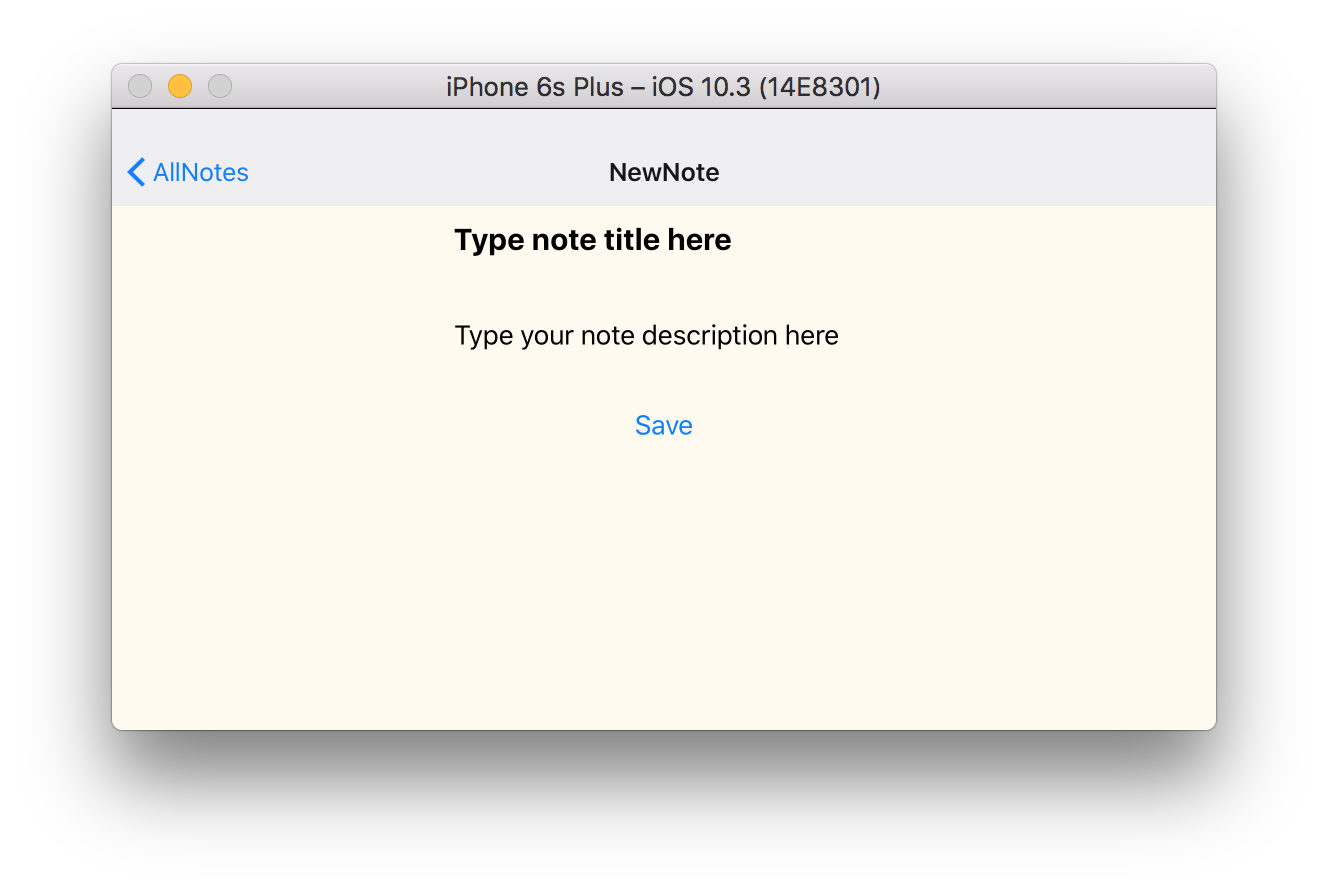 iPhone 6s Plus – iOS 10.3 (14E8301)
AllNotes
NewNote
Type note title here
Type your note description here
Save